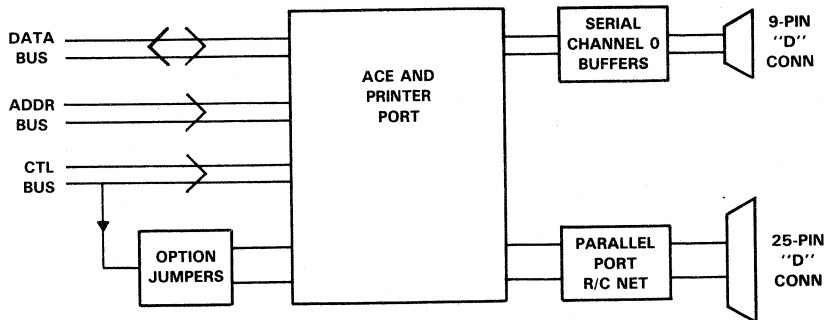 DATA
BUS
ADDR
BUS
CTL
BUS
OPTION
JUMPERS
ACE AND
PRINTER
PORT
SERIAL
CHANNEL 0
BUFFERS
9-PIN
"D"
CONN
PARALLEL
PORT
R/C NET
25-PIN
"D"
CONN